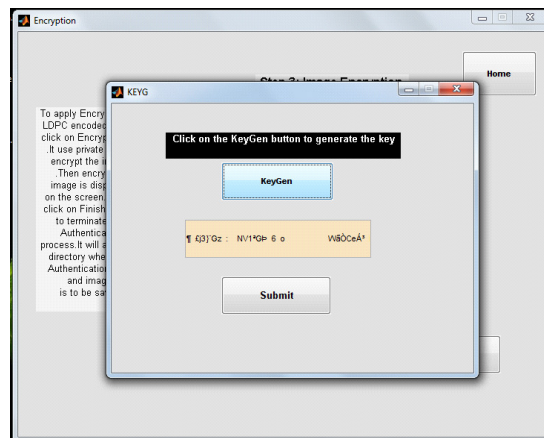 Encryption
Step 3: Image Encryption
Home
KEYG
To apply Encry
LDPC encoded
click on Encryp
.It use private
encrypt the i
.Then encry
image is disp
on the screen.
click on Finish
to terminate
Authentica
process.It will a
directory whe
Authentication
and imag
is to be sa
Click on the KeyGen button to generate the key
KeyGen
Submit